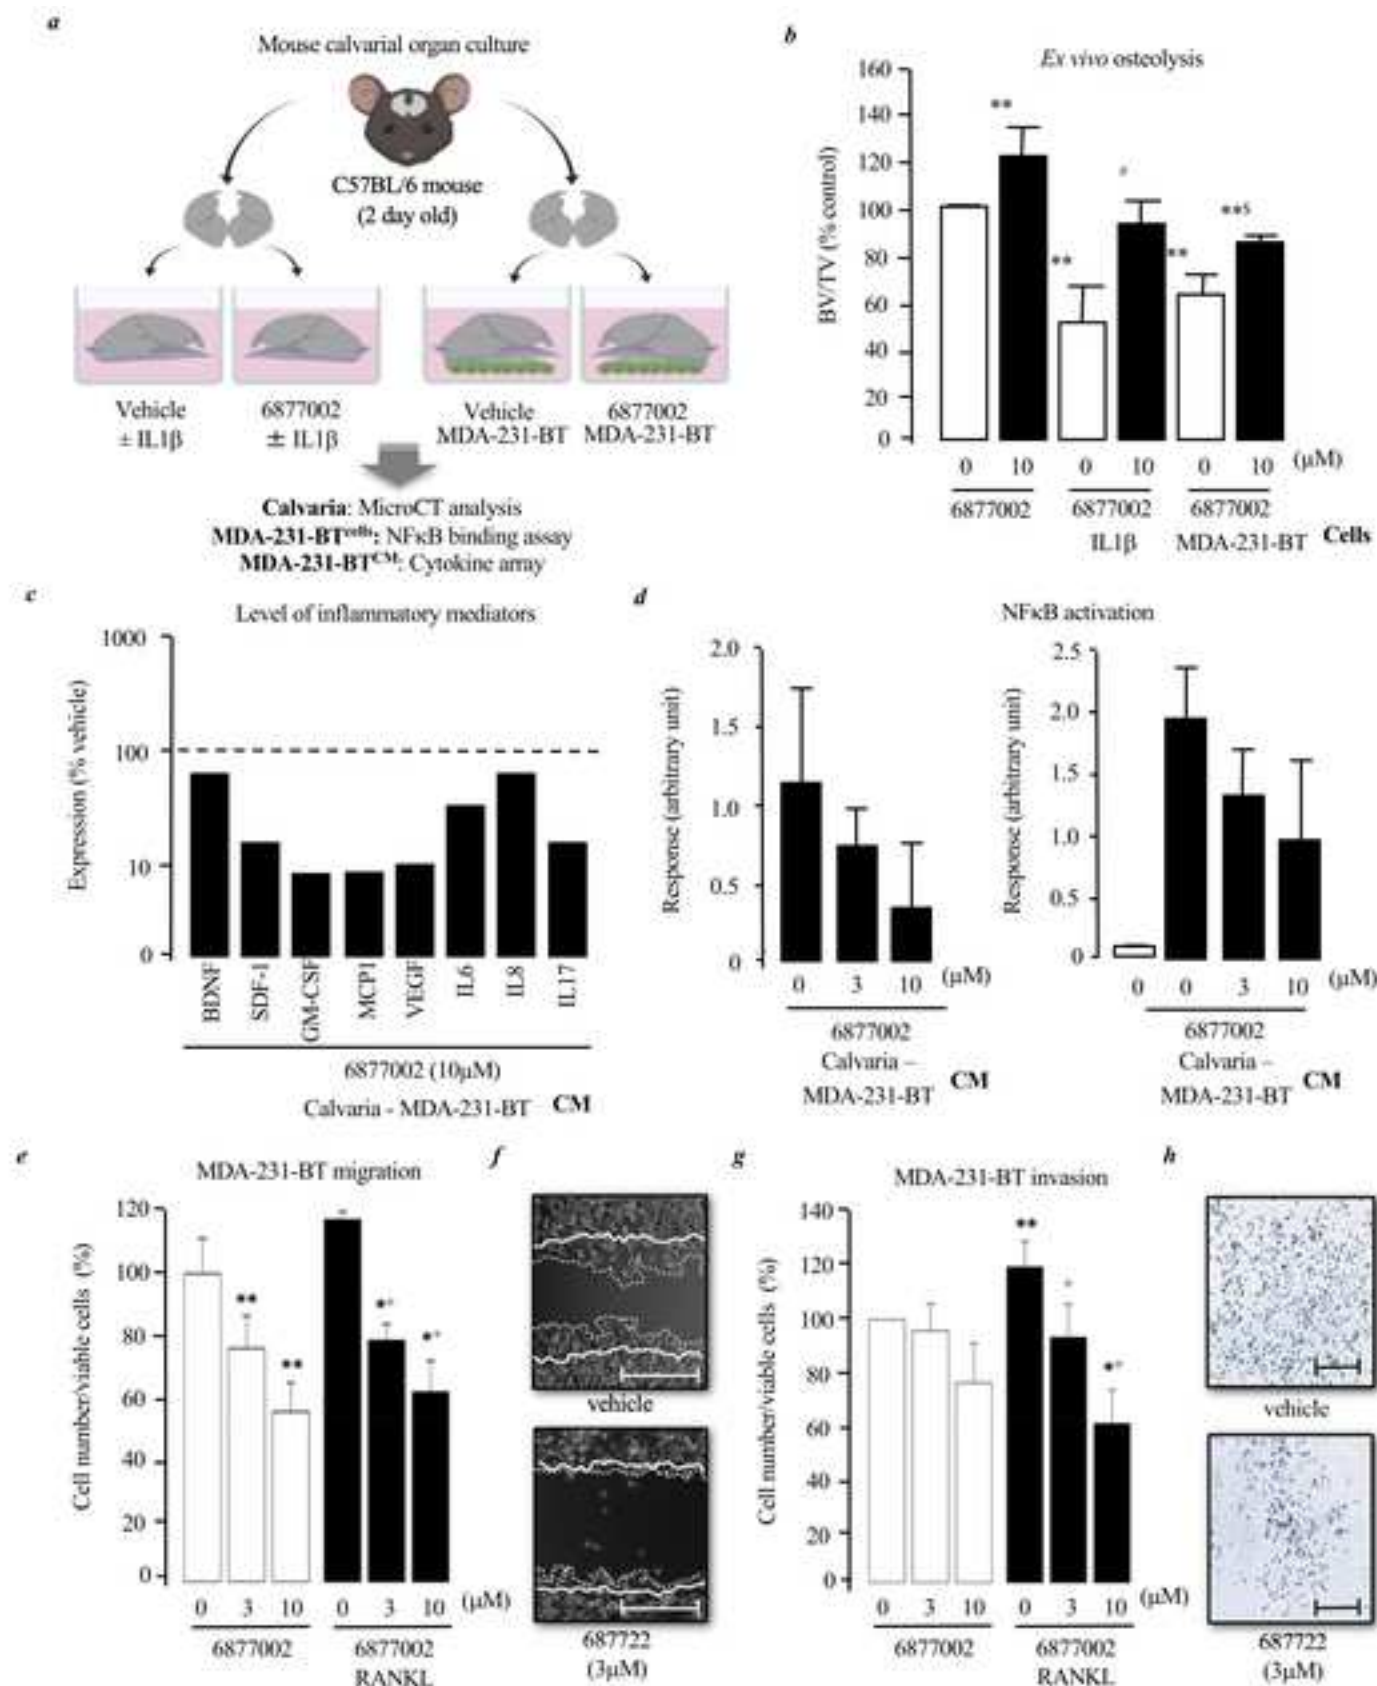 a
Mouse calvarial organ culture
C57BL/6 mouse
(2 day old)
Vehicle
± IL1β
6877002
± IL1β
Vehicle
MDA-231-BT
6877002
MDA-231-BT
Calvaria: MicroCT analysis
MDA-231-BTcells: NFκB binding assay
MDA-231-BTCM: Cytokine array
b
Ex vivo osteolysis
BV/TV (% control)
160
140
120
100
80
60
40
20
0
**
**
#
**
**$
0 10 0 10 0 10 (μM)
6877002
6877002
IL1β
6877002
MDA-231-BT
Cells
c
Level of inflammatory mediators
Expression (% vehicle)
1000
100
10
0
BDNF
SDF-1
GM-CSF
MCP1
VEGF
IL6
IL8
IL17
6877002 (10μM)
Calvaria - MDA-231-BT CM
d
NFκB activation
Response (arbitrary unit)
2.0
1.5
1.0
0.5
0
0 3 10 (μM)
6877002
Calvaria –
MDA-231-BT CM
Response (arbitrary unit)
2.5
2.0
1.5
1.0
0.5
0
0 0 3 10 (μM)
6877002
Calvaria –
MDA-231-BT CM
e
MDA-231-BT migration
Cell number/viable cells (%)
120
100
80
60
40
20
0
**
**
0 3 10 0 3 10 (μM)
6877002
6877002
RANKL
f
vehicle
687722
(3μM)
g
MDA-231-BT invasion
Cell number/viable cells (%)
140
120
100
80
60
40
20
0
**
0 3 10 0 3 10 (μM)
6877002
6877002
RANKL
h
vehicle
687722
(3μM)